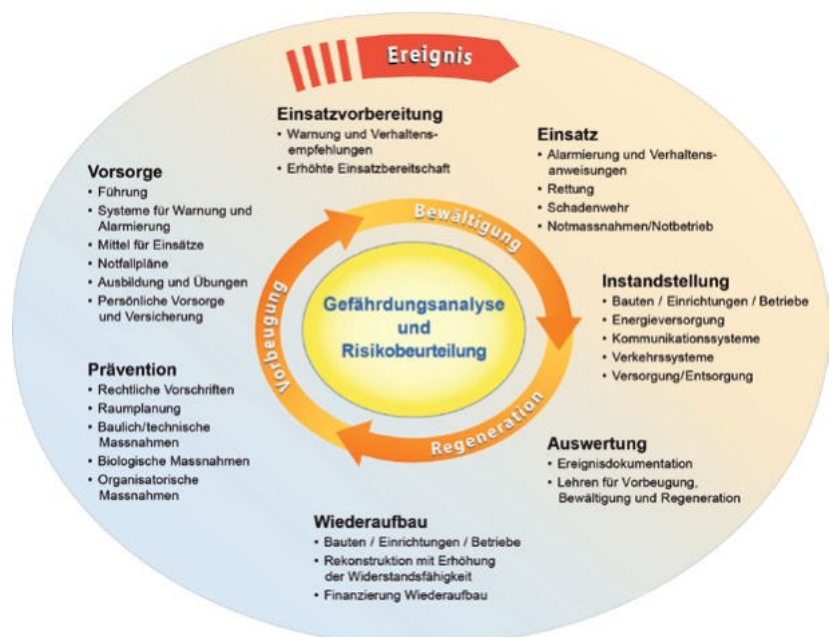 Ereignis
Einsatzvorbereitung
• Warnung und Verhaltens-
empfehlungen
• Erhöhte Einsatzbereitschaft
Einsatz
• Alarmierung und Verhaltens-
anweisungen
• Rettung
• Schadenwehr
• Notmassnahmen/Notbetrieb
Vorsorge
• Führung
• Systeme für Warnung und
Alarmierung
• Mittel für Einsätze
• Notfallpläne
• Ausbildung und Übungen
• Persönliche Vorsorge
und Versicherung
Bewältigung
Vorbeugung
Gefährdungsanalyse
und
Risikobeurteilung
Regeneration
Instandstellung
• Bauten / Einrichtungen / Betriebe
• Energieversorgung
• Kommunikationssysteme
• Verkehrssysteme
• Versorgung/Entsorgung
Prävention
• Rechtliche Vorschriften
• Raumplanung
• Baulich/technische
Massnahmen
• Biologische Massnahmen
• Organisatorische
Massnahmen
Auswertung
• Ereignisdokumentation
• Lehren für Vorbeugung,
Bewältigung und Regeneration
Wiederaufbau
• Bauten / Einrichtungen / Betriebe
• Rekonstruktion mit Erhöhung
der Widerstandsfähigkeit
• Finanzierung Wiederaufbau